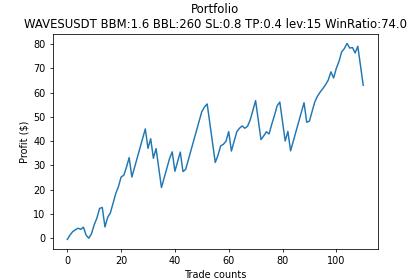 Portfolio
WAVESUSDT BBM:1.6 BBL:260 SL:0.8 TP:0.4 lev:15 WinRatio:74.0
Profit ($)
80
70
60
50
40
30
20
10
0
0 20 40 60 80 100
Trade counts